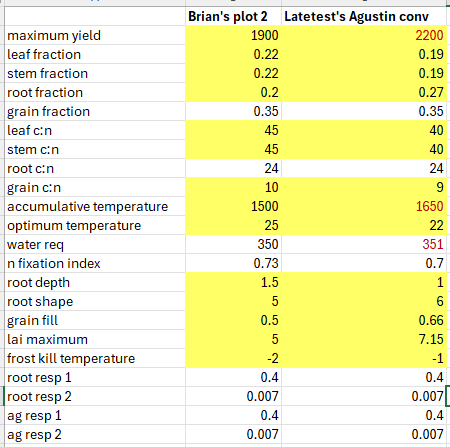 Brian's plot 2 Latetest's Agustin conv
maximum yield 1900 2200
leaf fraction 0.22 0.19
stem fraction 0.22 0.19
root fraction 0.2 0.27
grain fraction 0.35 0.35
leaf c:n 45 40
stem c:n 45 40
root c:n 24 24
grain c:n 10 9
accumulative temperature 1500 1650
optimum temperature 25 22
water req 350 351
n fixation index 0.73 0.7
root depth 1.5 1
root shape 5 6
grain fill 0.5 0.66
lai maximum 5 7.15
frost kill temperature -2 -1
root resp 1 0.4 0.4
root resp 2 0.007 0.007
ag resp 1 0.4 0.4
ag resp 2 0.007 0.007